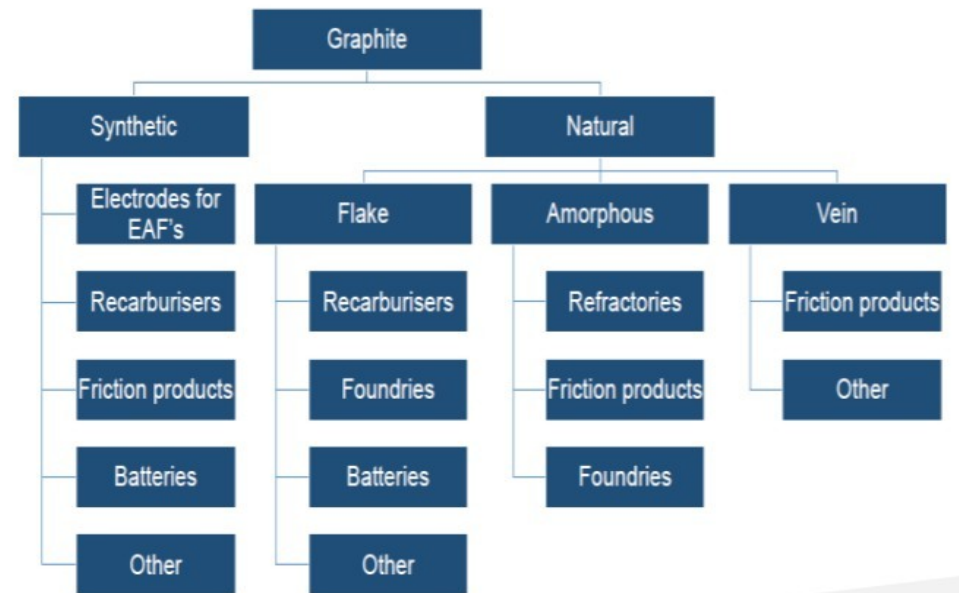 Graphite
Synthetic
Natural
Electrodes for
EAF's
Flake
Amorphous
Vein
Recarburisers
Recarburisers
Refractories
Friction products
Friction products
Foundries
Friction products
Other
Batteries
Batteries
Foundries
Other
Other